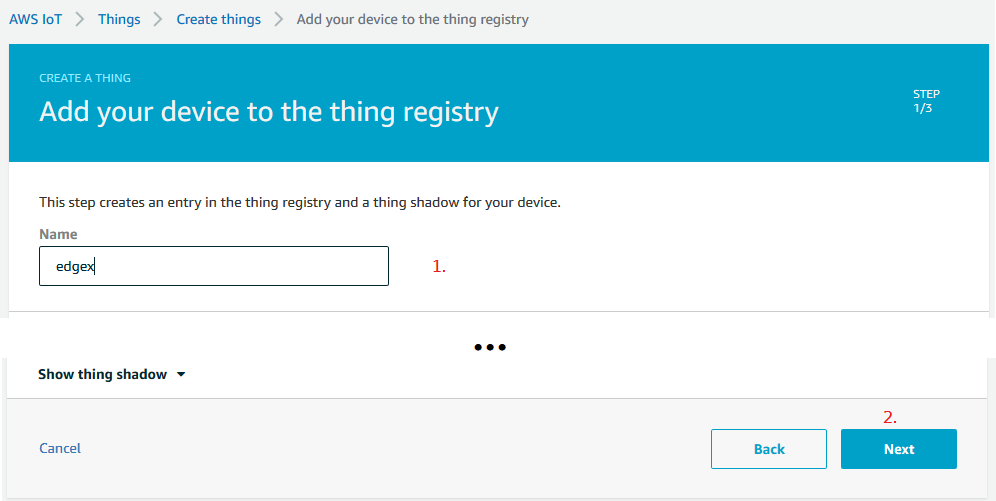 AWS IoT > Things > Create things > Add your device to the thing registry
CREATE A THING
Add your device to the thing registry
STEP
1/3
This step creates an entry in the thing registry and a thing shadow for your device.
Name
edgex 1.
•••
Show thing shadow
2.
Cancel Back Next